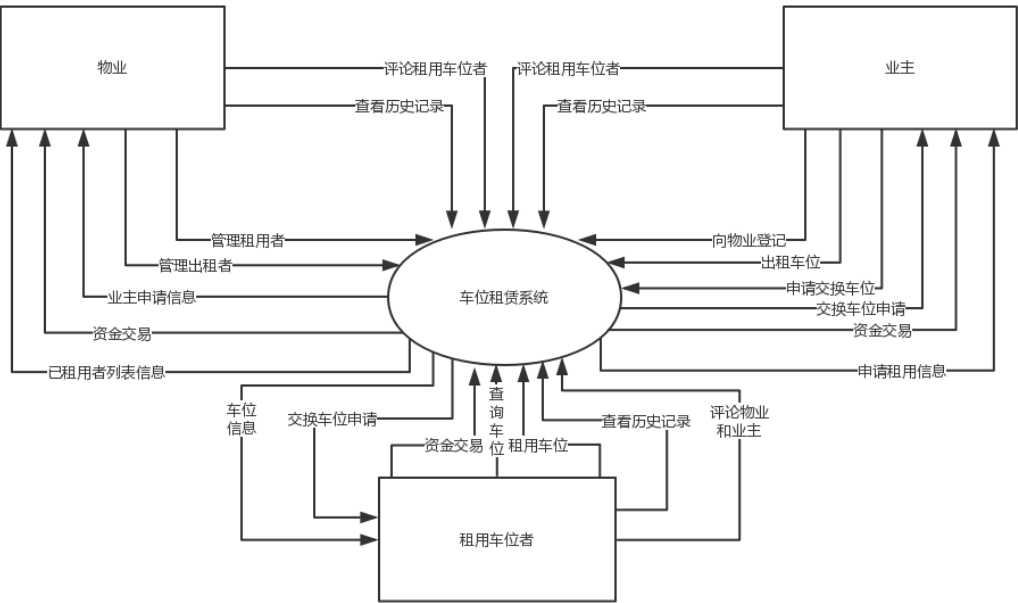 物业
业主
评论租用车位者
评论租用车位者
查看历史记录
查看历史记录
管理租用者
向物业登记
管理出租者
出租车位
申请交换车位
业主申请信息
车位租赁系统
交换车位申请
资金交易
资金交易
已租用者列表信息
申请租用信息
车位
信息
交换车位申请
资金交易
查
询
车
位
租用车位
查看历史记录
评论物业
和业主
租用车位者